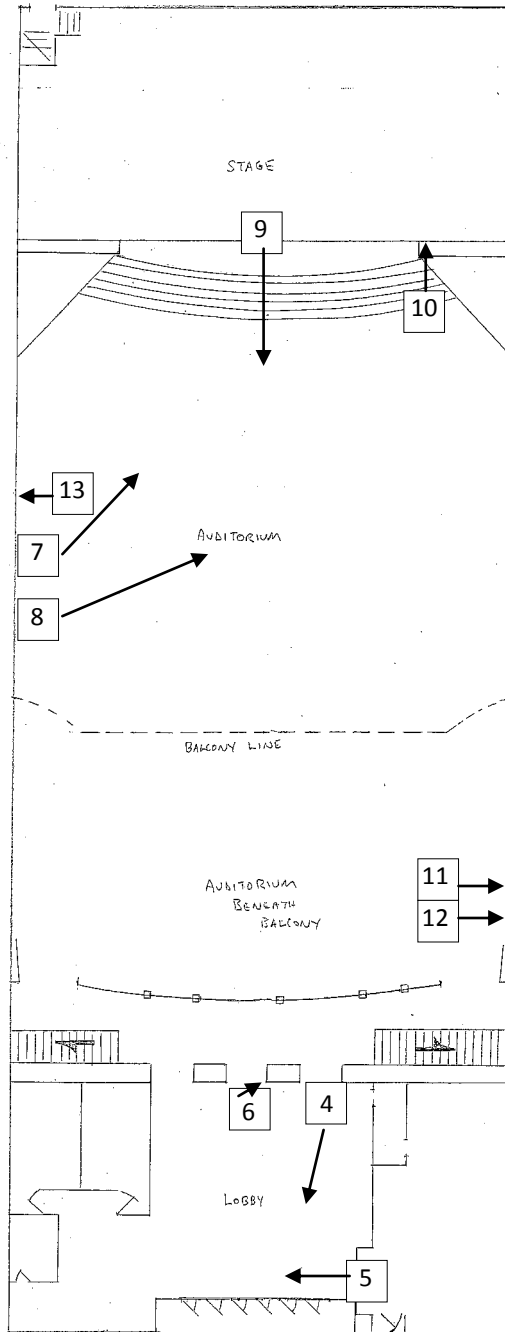 STAGE
9
10
13
7
AUDITORIUM
8
BALCONY LINE
11
AUDITORIUM
BENEATH
BALCONY
12
6
4
LOBBY
5